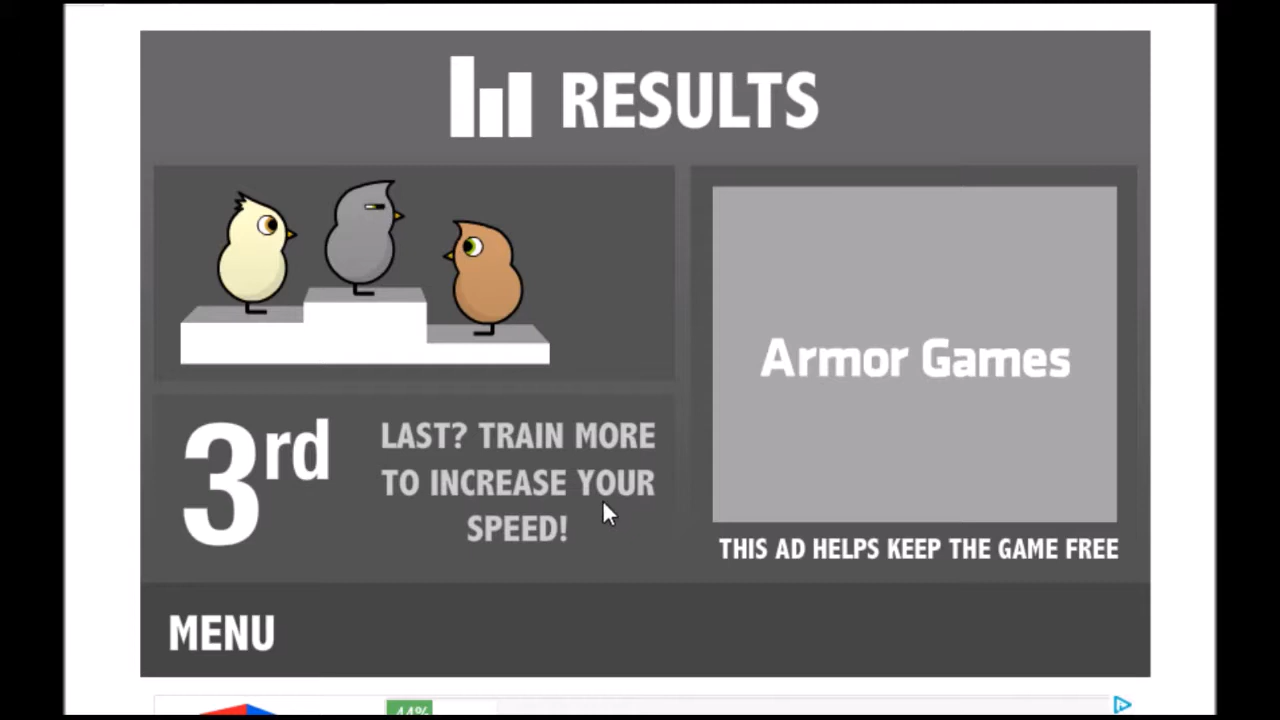 RESULTS
Armor Games
3rd
LAST? TRAIN MORE
TO INCREASE YOUR
SPEED!
THIS AD HELPS KEEP THE GAME FREE
MENU
44%